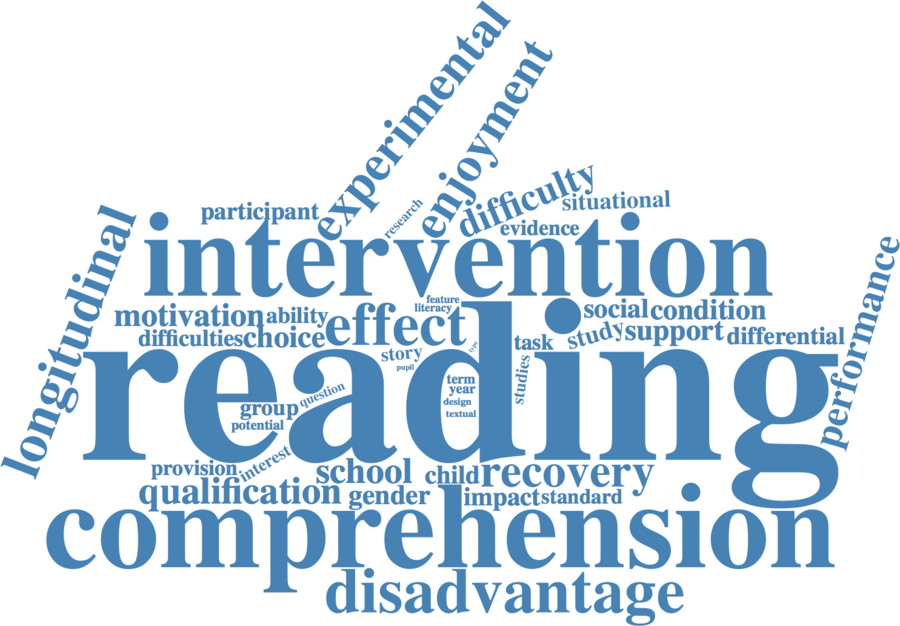 experimental
enjoyment
difficulty
situational
participant
research
evidence
longitudinal
intervention
performance
feature
literacy
motivation
ability
effect
social
condition
difficulties
choice
story
pupil
type
task
study
support
differential
reading
term
year
design
textual
studies
group
question
potential
provision
interest
school
child
recovery
qualification
gender
impact
standard
comprehension
disadvantage